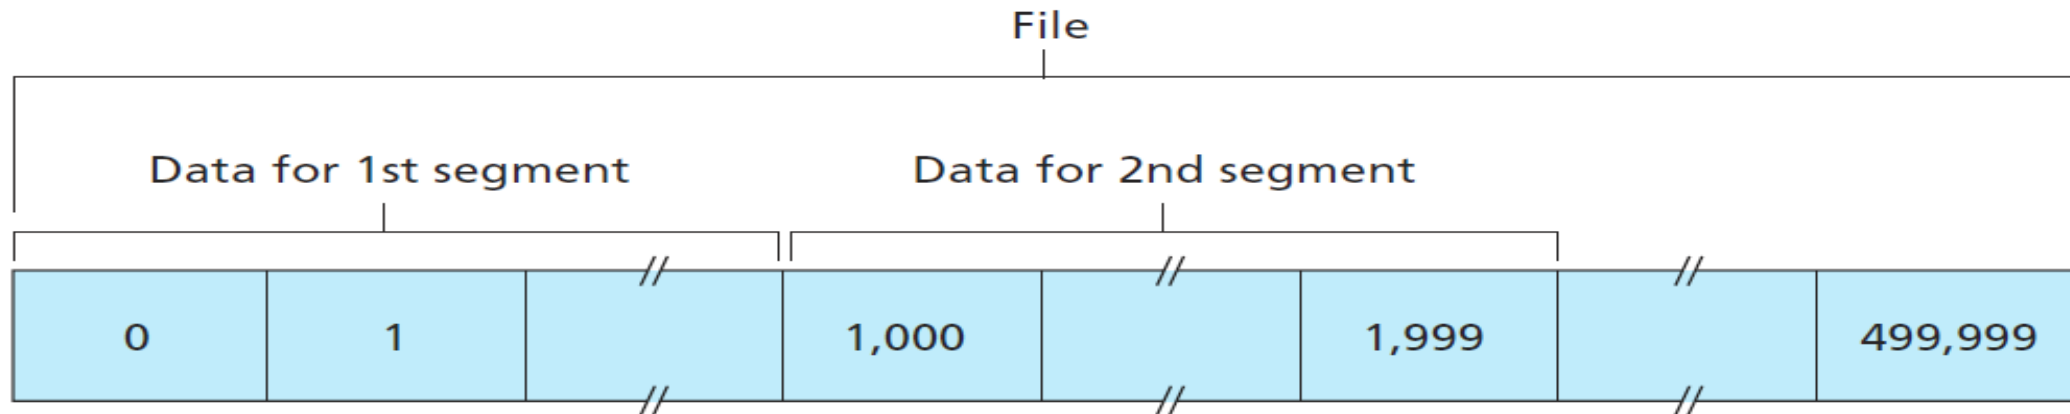 File
Data for 1st segment Data for 2nd segment
0 1 1,000 1,999 499,999